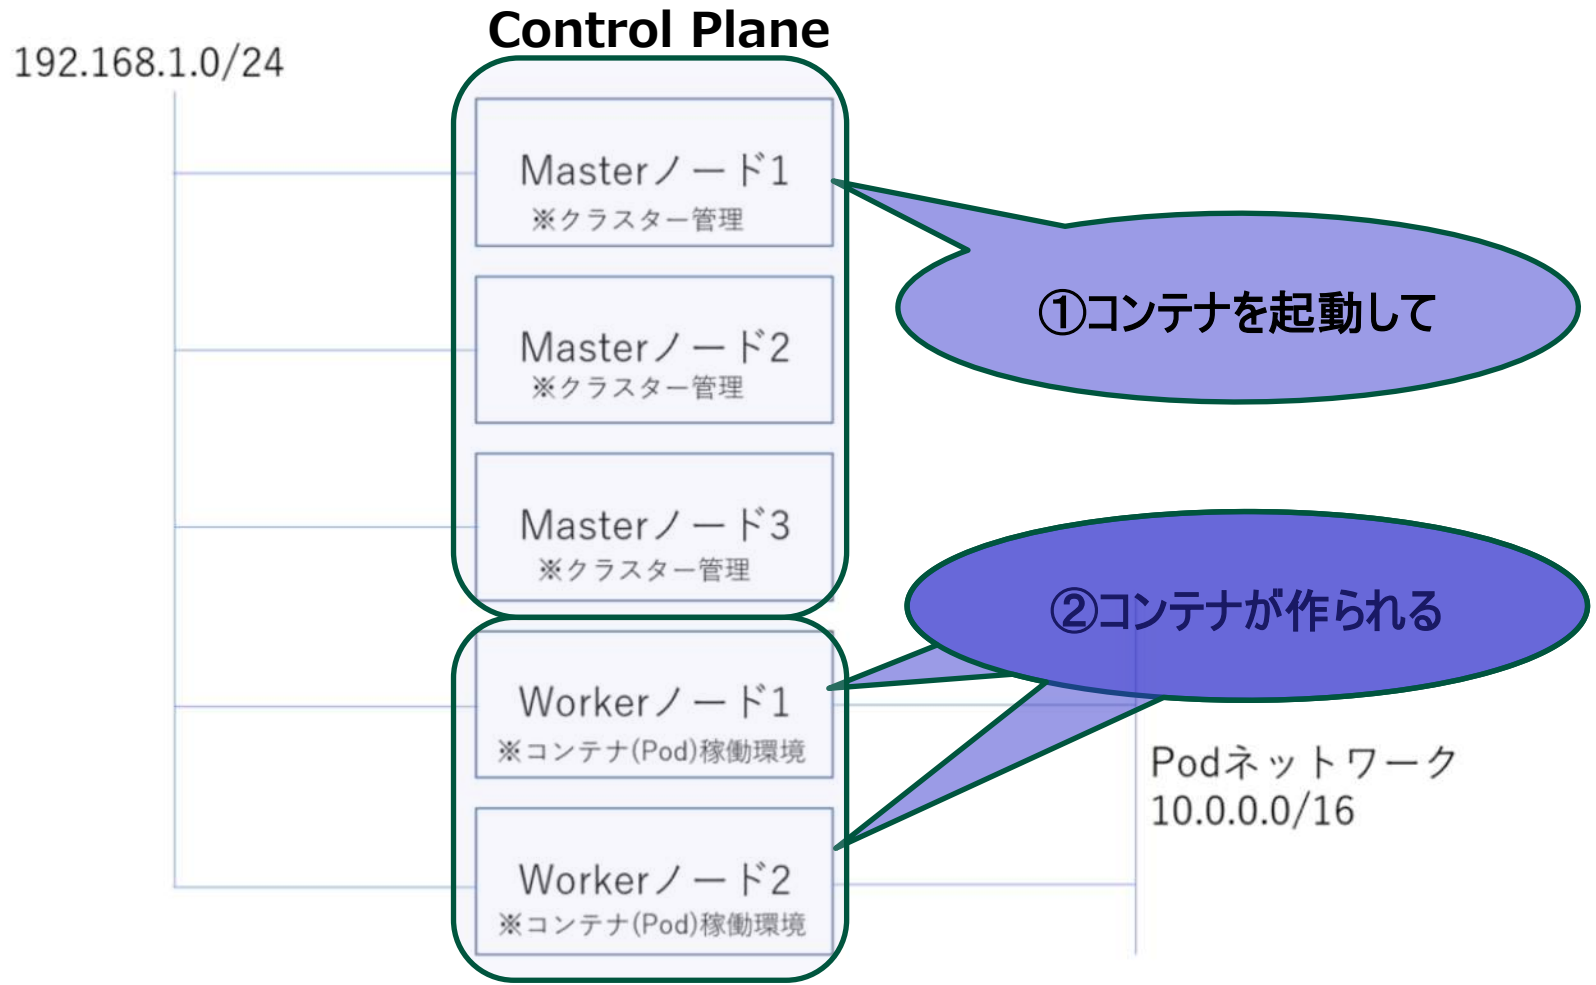 Control Plane
192.168.1.0/24
Masterノード1
※クラスター管理
①コンテナを起動して
Masterノード2
※クラスター管理
Masterノード3
※クラスター管理
②コンテナが作られる
Workerノード1
※コンテナ(Pod)稼働環境
Podネットワーク
10.0.0.0/16
Workerノード2
※コンテナ(Pod)稼働環境